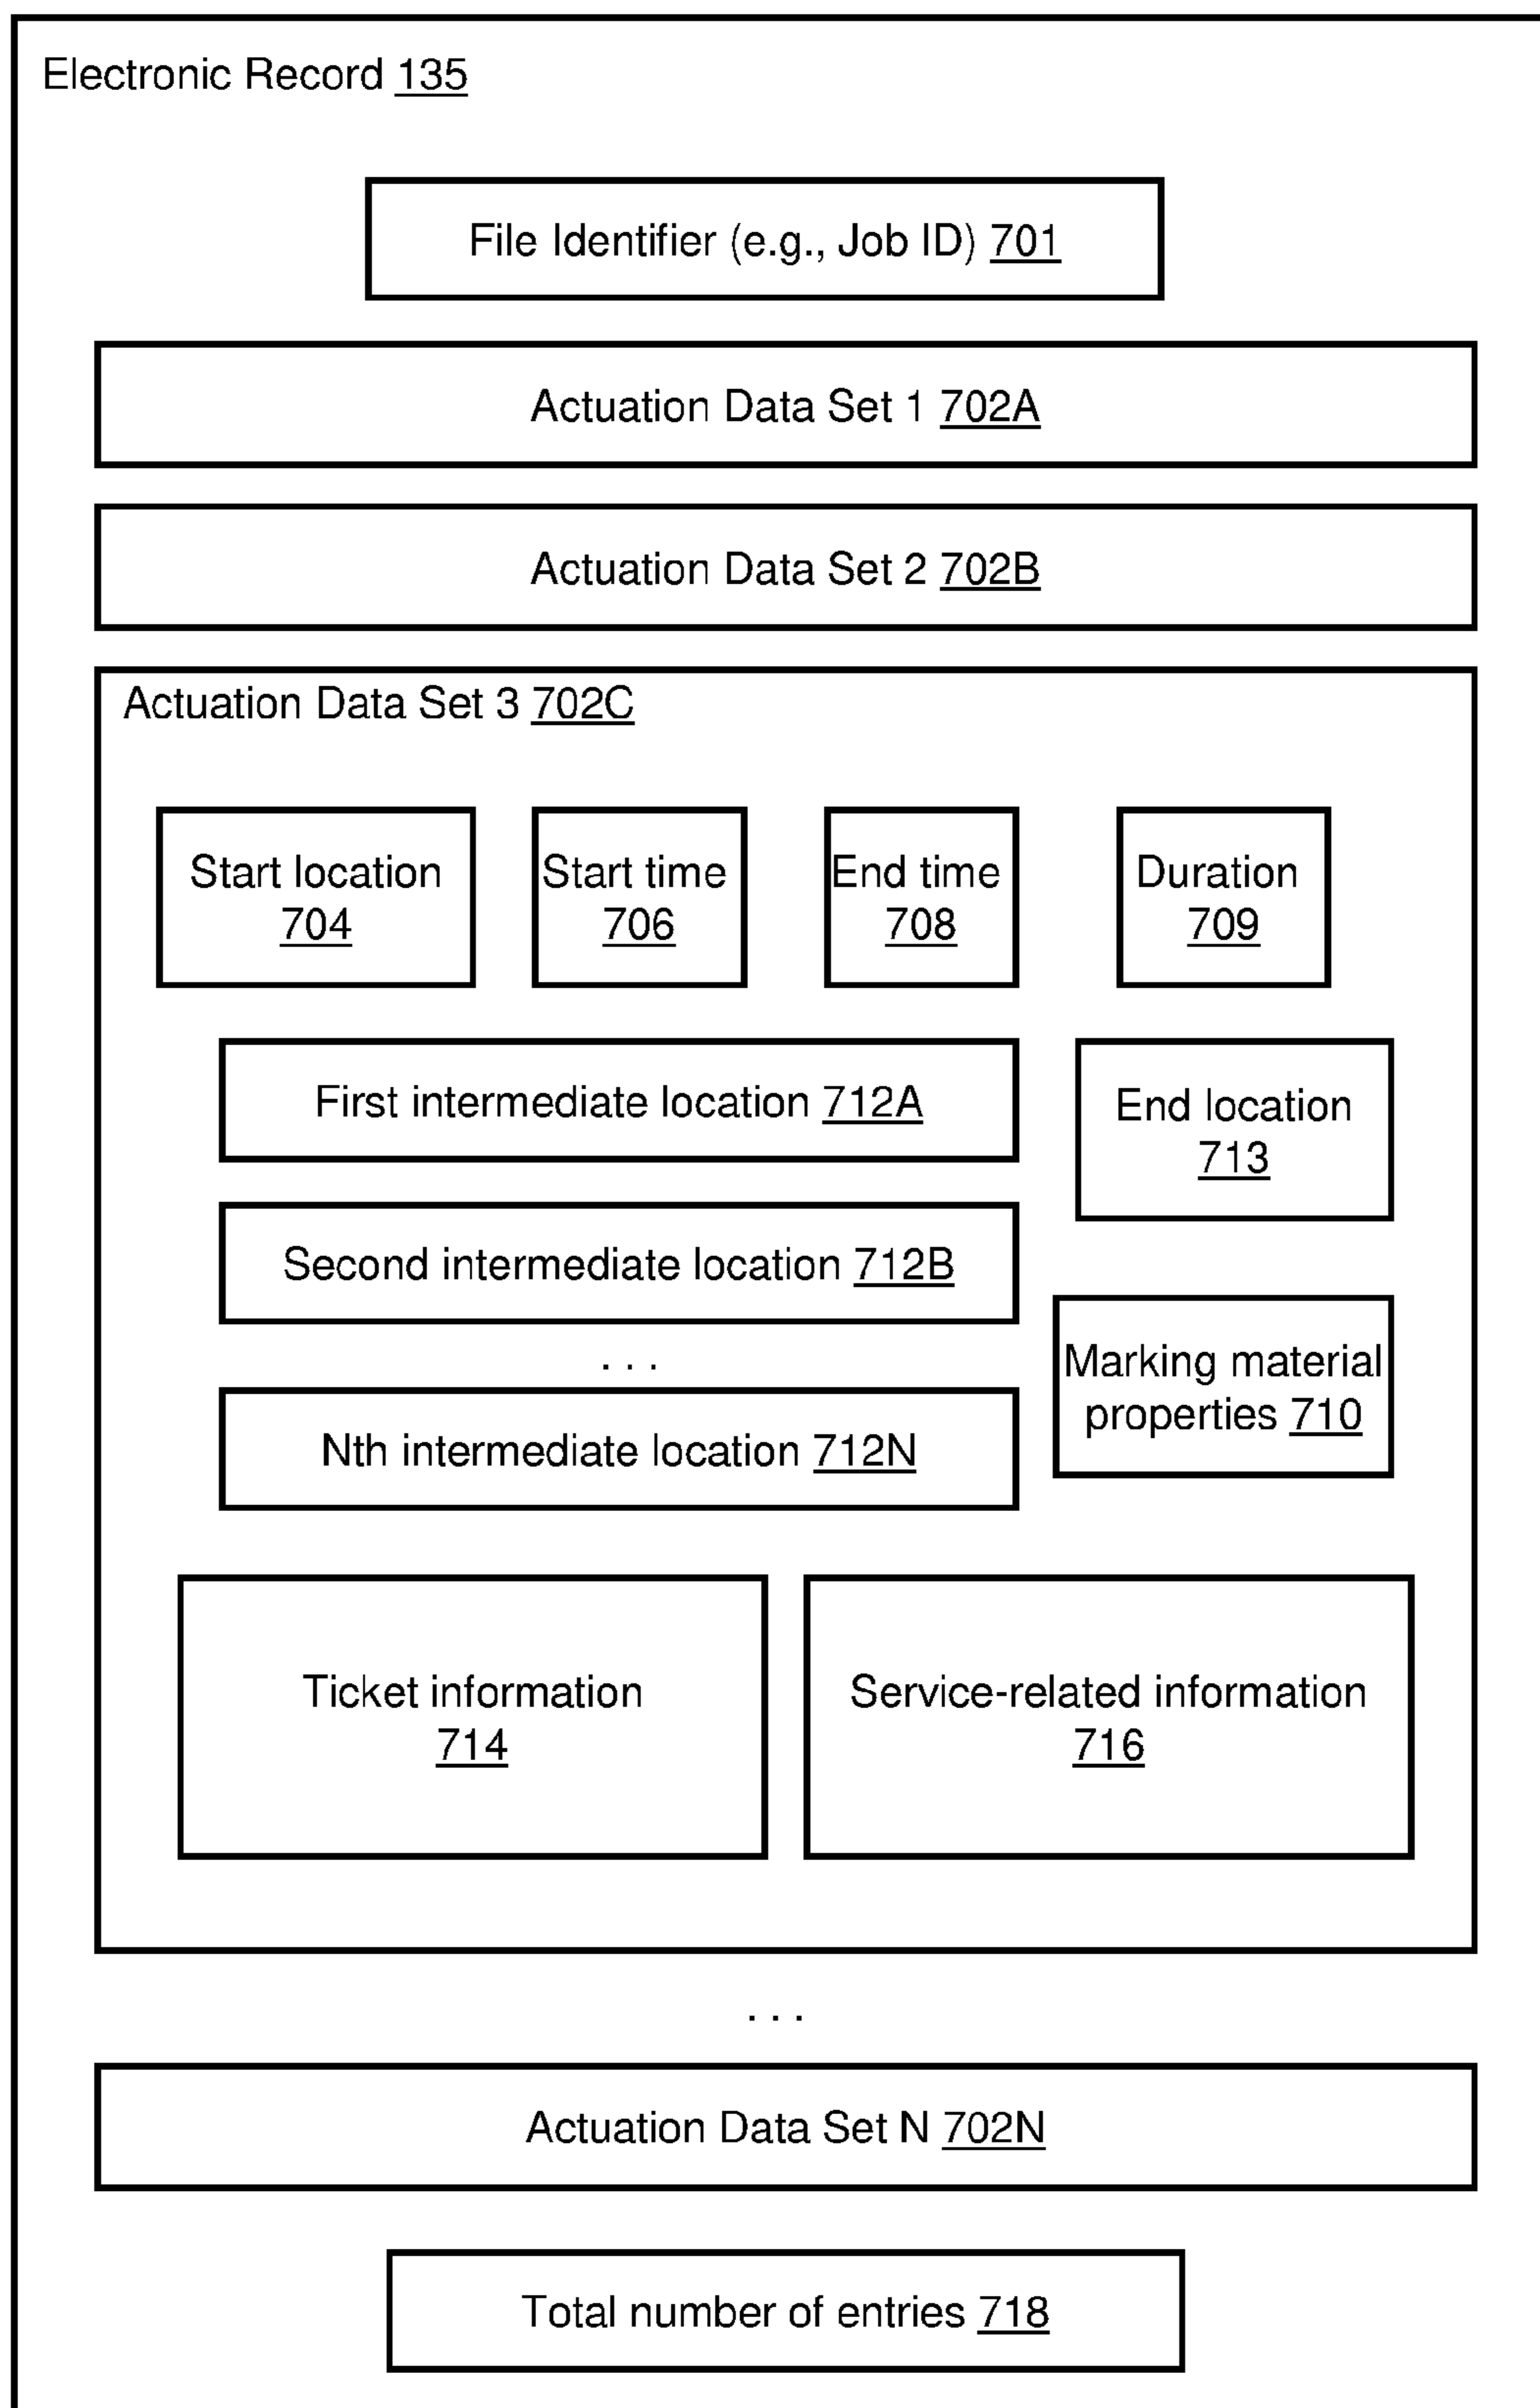 Electronic Record 135
File Identifier (e.g., Job ID) 701
Actuation Data Set 1 702A
Actuation Data Set 2 702B
Actuation Data Set 3 702C
Start location
704
Start time
706
End time
708
Duration
709
First intermediate location 712A
End location
713
Second intermediate location 712B
. . .
Marking material
properties 710
Nth intermediate location 712N
Ticket information
714
Service-related information
716
. . .
Actuation Data Set N 702N
Total number of entries 718